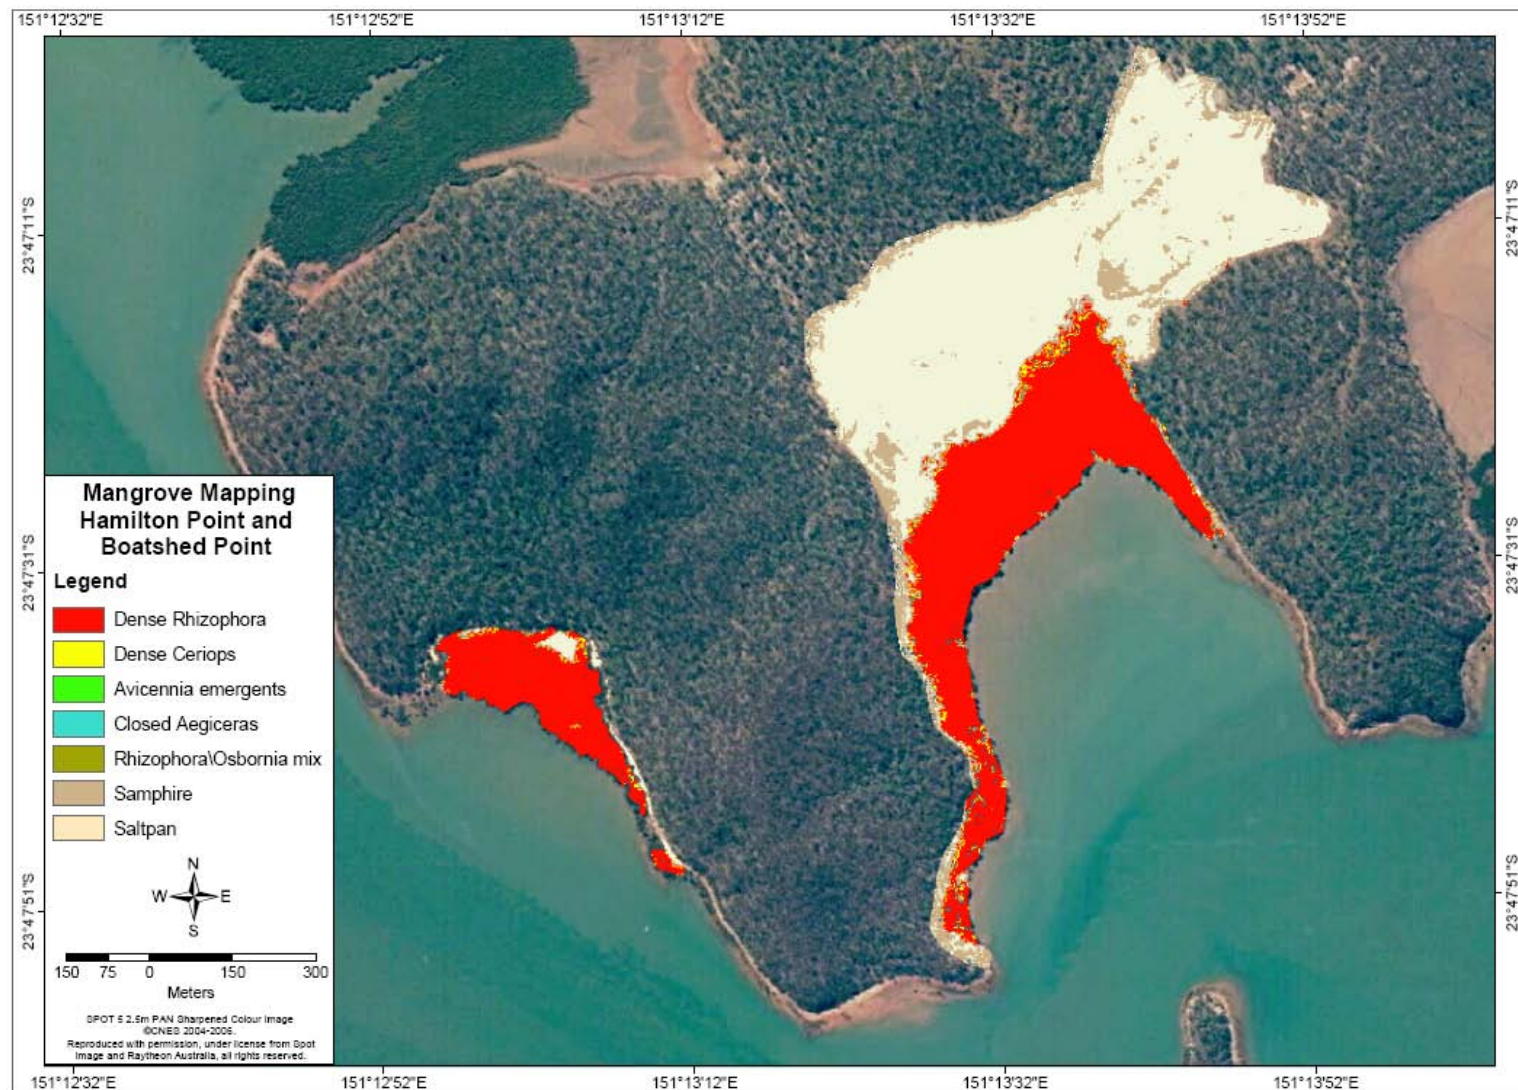 151°12'32"E 151°12'52"E 151°13'12"E 151°13'32"E 151°13'52"E
23°47'11"S
23°47'11"S
Mangrove Mapping
Hamilton Point and
Boatshed Point
Legend
Dense Rhizophora
Dense Ceriops
Avicennia emergents
Closed Aegiceras
Rhizophora\Osbornia mix
Samphire
Saltpan
N
W E
S
150 75 0 150 300
Meters
SPOT 5 2.5m PAN Sharpened Colour Image
©CNES 2004-2006.
Reproduced with permission, under license from Spot
Image and Raytheon Australia, all rights reserved.
23°47'31"S
23°47'31"S
23°47'51"S
23°47'51"S
151°12'32"E 151°12'52"E 151°13'12"E 151°13'32"E 151°13'52"E